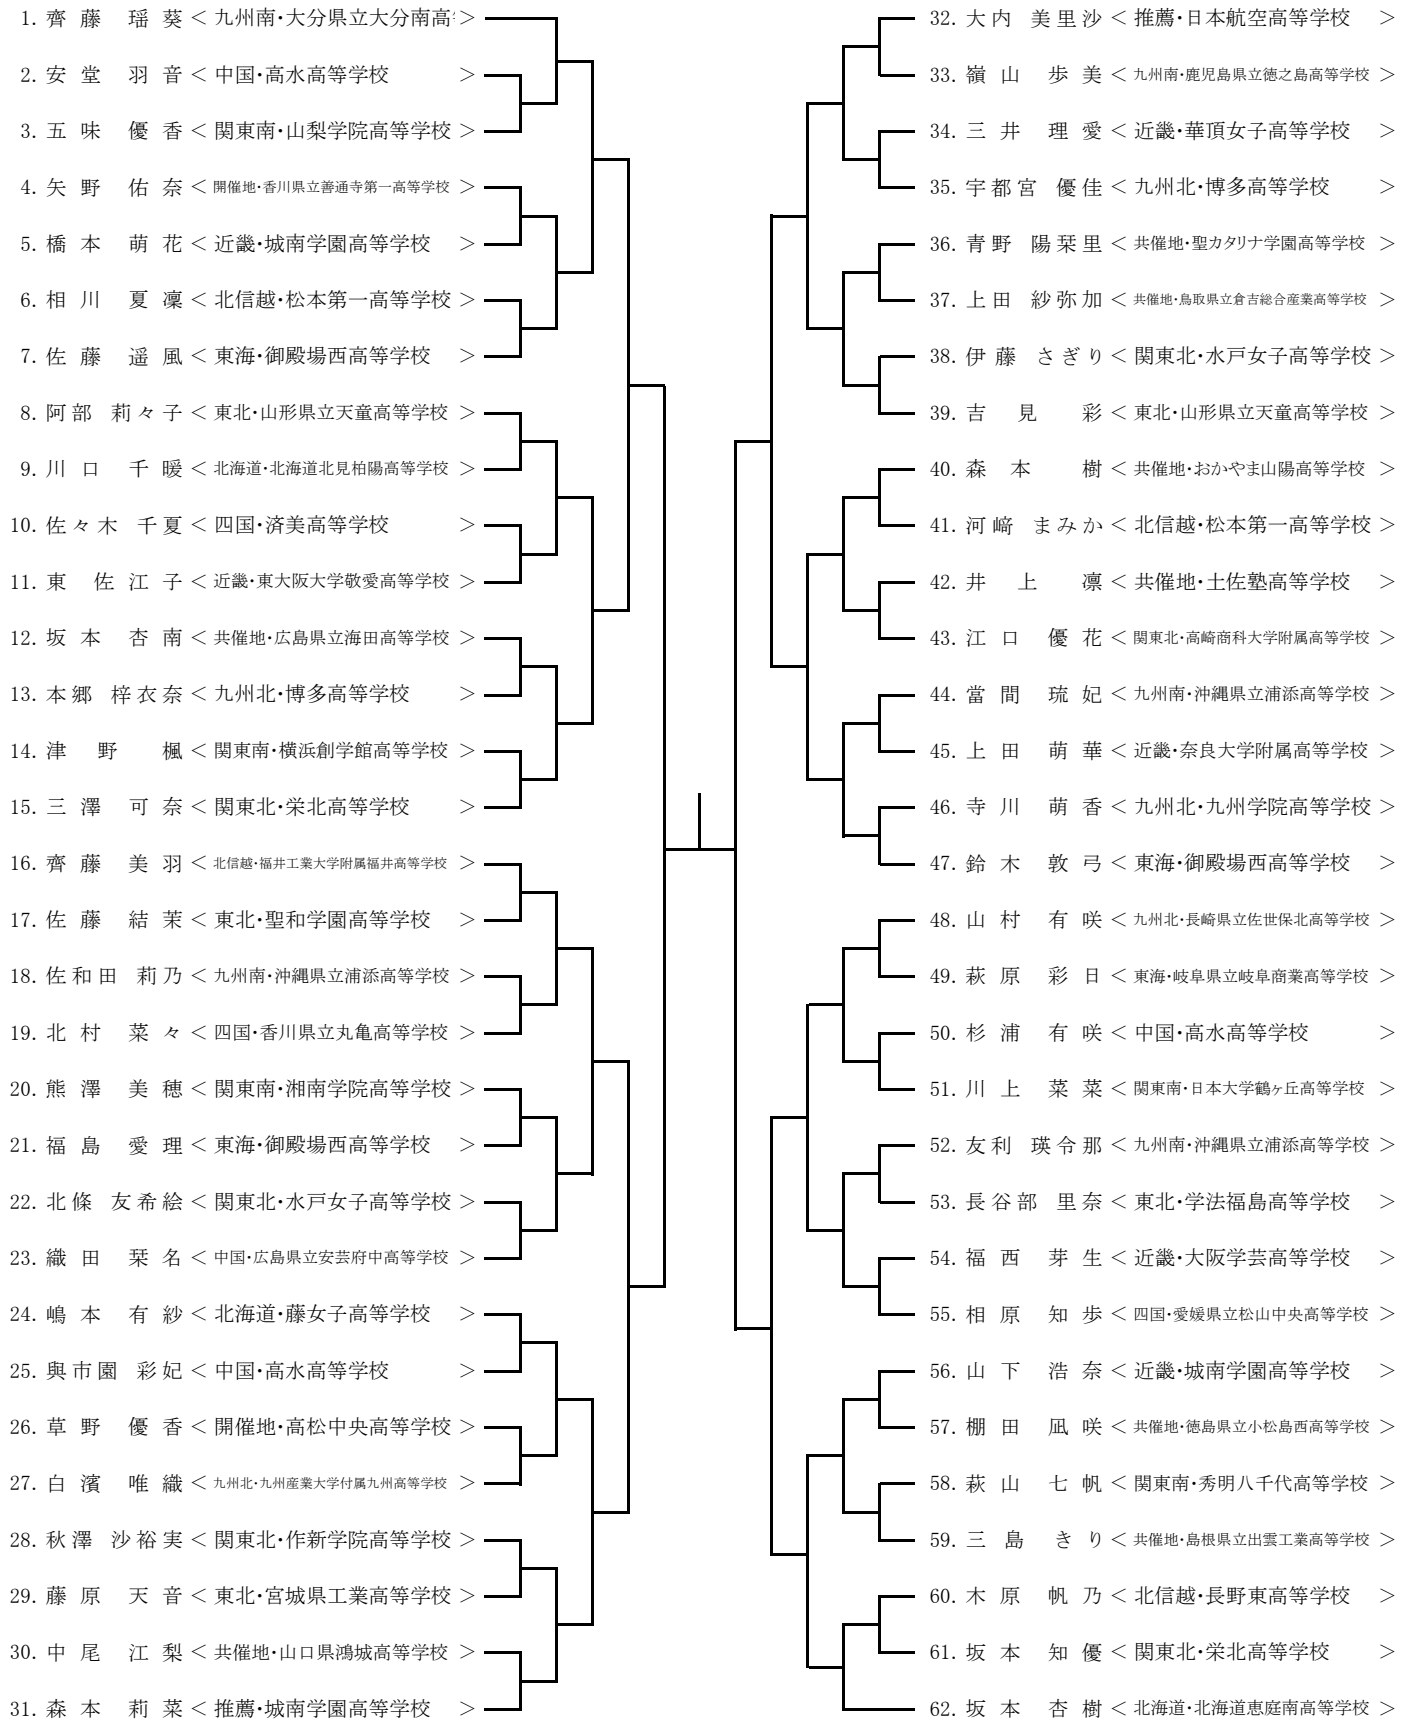 1. 齊藤 瑶葵 < 九州南・大分県立大分南高 >
2. 安堂 羽音 < 中国・高水高等学校 >
3. 五味 優香 < 関東南・山梨学院高等学校 >
4. 矢野 佑奈 < 開催地・香川県立善通寺第一高等学校 >
5. 橋本 萌花 < 近畿・城南学園高等学校 >
6. 相川 夏凜 < 北信越・松本第一高等学校 >
7. 佐藤 遥風 < 東海・御殿場西高等学校 >
8. 阿部 莉々子 < 東北・山形県立天童高等学校 >
9. 川口 千暖 < 北海道・北海道北見柏陽高等学校 >
10. 佐々木 千夏 < 四国・済美高等学校 >
11. 東 佐江子 < 近畿・東大阪大学敬愛高等学校 >
12. 坂本 杏南 < 共催地・広島県立海田高等学校 >
13. 本郷 梓衣奈 < 九州北・博多高等学校 >
14. 津野 楓 < 関東南・横浜創学館高等学校 >
15. 三澤 可奈 < 関東北・栄北高等学校 >
16. 齊藤 美羽 < 北信越・福井工業大学附属福井高等学校 >
17. 佐藤 結茉 < 東北・聖和学園高等学校 >
18. 佐和田 莉乃 < 九州南・沖縄県立浦添高等学校 >
19. 北村 菜々 < 四国・香川県立丸亀高等学校 >
20. 熊澤 美穂 < 関東南・湘南学院高等学校 >
21. 福島 愛理 < 東海・御殿場西高等学校 >
22. 北條 友希絵 < 関東北・水戸女子高等学校 >
23. 織田 栞名 < 中国・広島県立安芸府中高等学校 >
24. 嶋本 有紗 < 北海道・藤女子高等学校 >
25. 與市園 彩妃 < 中国・高水高等学校 >
26. 草野 優香 < 開催地・高松中央高等学校 >
27. 白濱 唯織 < 九州北・九州産業大学付属九州高等学校 >
28. 秋澤 沙裕実 < 関東北・作新学院高等学校 >
29. 藤原 天音 < 東北・宮城県工業高等学校 >
30. 中尾 江梨 < 共催地・山口県鴻城高等学校 >
31. 森本 莉菜 < 推薦・城南学園高等学校 >
32. 大内 美里沙 < 推薦・日本航空高等学校 >
33. 嶺山 歩美 < 九州南・鹿児島県立徳之島高等学校 >
34. 三井 理愛 < 近畿・華頂女子高等学校 >
35. 宇都宮 優佳 < 九州北・博多高等学校 >
36. 青野 陽栞里 < 共催地・聖カタリナ学園高等学校 >
37. 上田 紗弥加 < 共催地・鳥取県立倉吉総合産業高等学校 >
38. 伊藤 さぎり < 関東北・水戸女子高等学校 >
39. 吉見 彩 < 東北・山形県立天童高等学校 >
40. 森本 樹 < 共催地・おかやま山陽高等学校 >
41. 河﨑 まみか < 北信越・松本第一高等学校 >
42. 井上 凛 < 共催地・土佐塾高等学校 >
43. 江口 優花 < 関東北・高崎商科大学附属高等学校 >
44. 當間 琉妃 < 九州南・沖縄県立浦添高等学校 >
45. 上田 萌華 < 近畿・奈良大学附属高等学校 >
46. 寺川 萌香 < 九州北・九州学院高等学校 >
47. 鈴木 敦弓 < 東海・御殿場西高等学校 >
48. 山村 有咲 < 九州北・長崎県立佐世保北高等学校 >
49. 萩原 彩日 < 東海・岐阜県立岐阜商業高等学校 >
50. 杉浦 有咲 < 中国・高水高等学校 >
51. 川上 菜菜 < 関東南・日本大学鶴ヶ丘高等学校 >
52. 友利 瑛令那 < 九州南・沖縄県立浦添高等学校 >
53. 長谷部 里奈 < 東北・学法福島高等学校 >
54. 福西 芽生 < 近畿・大阪学芸高等学校 >
55. 相原 知歩 < 四国・愛媛県立松山中央高等学校 >
56. 山下 浩奈 < 近畿・城南学園高等学校 >
57. 棚田 凪咲 < 共催地・徳島県立小松島西高等学校 >
58. 萩山 七帆 < 関東南・秀明八千代高等学校 >
59. 三島 きり < 共催地・島根県立出雲工業高等学校 >
60. 木原 帆乃 < 北信越・長野東高等学校 >
61. 坂本 知優 < 関東北・栄北高等学校 >
62. 坂本 杏樹 < 北海道・北海道恵庭南高等学校 >